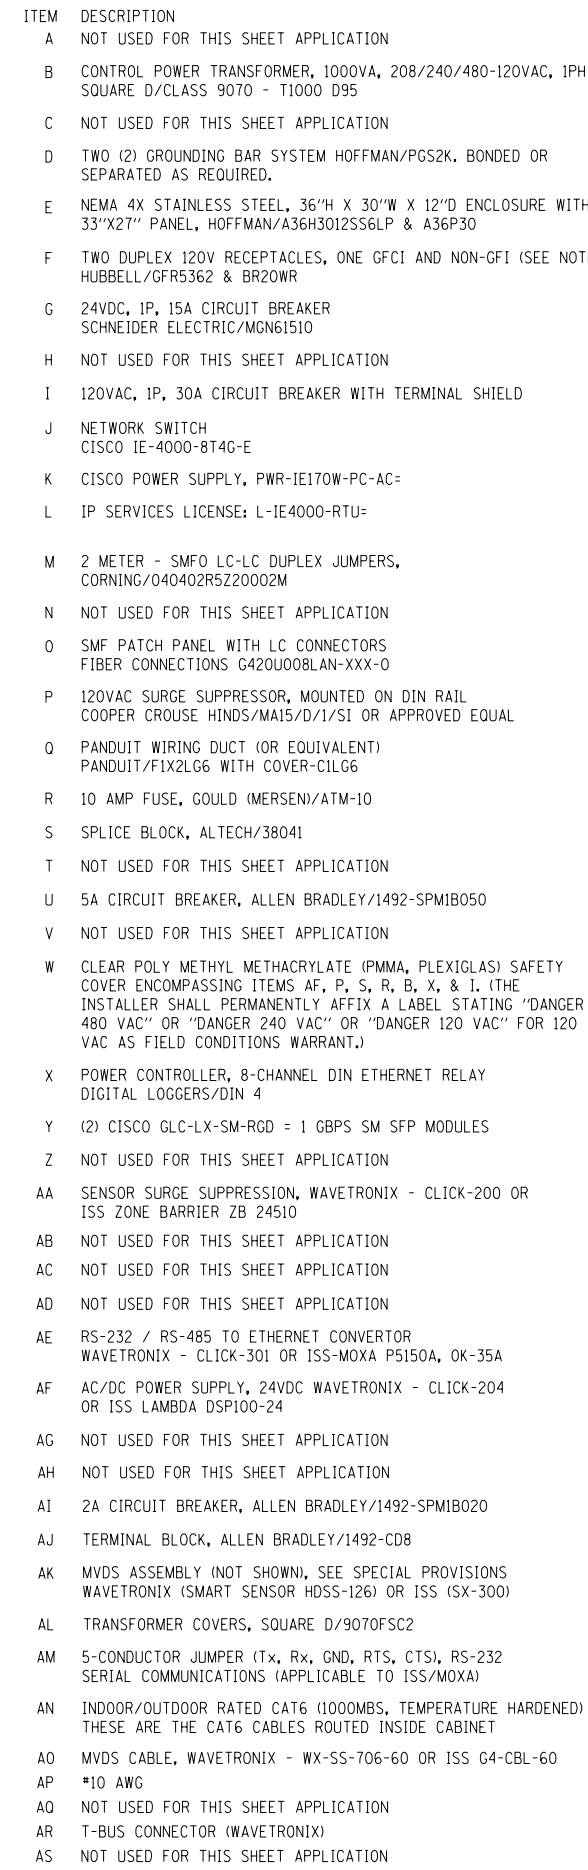 ITEM DESCRIPTION
A NOT USED FOR THIS SHEET APPLICATION
B CONTROL POWER TRANSFORMER, 1000VA, 208/240/480-120VAC, 1PH
SQUARE D/CLASS 9070 - T1000 D95
C NOT USED FOR THIS SHEET APPLICATION
D TWO (2) GROUNDING BAR SYSTEM HOFFMAN/PGS2K. BONDED OR
SEPARATED AS REQUIRED.
E NEMA 4X STAINLESS STEEL, 36"H X 30"W X 12"D ENCLOSURE WITH
33"X27" PANEL, HOFFMAN/A36H3012SS6LP & A36P30
F TWO DUPLEX 120V RECEPTACLES, ONE GFCI AND NON-GFI (SEE NOT
HUBBELL/GFR5362 & BR20WR
G 24VDC, 1P, 15A CIRCUIT BREAKER
SCHNEIDER ELECTRIC/MGN61510
H NOT USED FOR THIS SHEET APPLICATION
I 120VAC, 1P, 30A CIRCUIT BREAKER WITH TERMINAL SHIELD
J NETWORK SWITCH
CISCO IE-4000-8T4G-E
K CISCO POWER SUPPLY, PWR-IE170W-PC-AC=
L IP SERVICES LICENSE: L-IE4000-RTU=
M 2 METER - SMFO LC-LC DUPLEX JUMPERS,
CORNING/040402R5Z20002M
N NOT USED FOR THIS SHEET APPLICATION
O SMF PATCH PANEL WITH LC CONNECTORS
FIBER CONNECTIONS G420U008LAN-XXX-0
P 120VAC SURGE SUPPRESSOR, MOUNTED ON DIN RAIL
COOPER CROUSE HINDS/MA15/D/1/SI OR APPROVED EQUAL
Q PANDUIT WIRING DUCT (OR EQUIVALENT)
PANDUIT/F1X2LG6 WITH COVER-C1LG6
R 10 AMP FUSE, GOULD (MERSEN)/ATM-10
S SPLICE BLOCK, ALTECH/38041
T NOT USED FOR THIS SHEET APPLICATION
U 5A CIRCUIT BREAKER, ALLEN BRADLEY/1492-SPM1B050
V NOT USED FOR THIS SHEET APPLICATION
W CLEAR POLY METHYL METHACRYLATE (PMMA, PLEXIGLAS) SAFETY
COVER ENCOMPASSING ITEMS AF, P, S, R, B, X, & I. (THE
INSTALLER SHALL PERMANENTLY AFFIX A LABEL STATING "DANGER
480 VAC" OR "DANGER 240 VAC" OR "DANGER 120 VAC" FOR 120
VAC AS FIELD CONDITIONS WARRANT.)
X POWER CONTROLLER, 8-CHANNEL DIN ETHERNET RELAY
DIGITAL LOGGERS/DIN 4
Y (2) CISCO GLC-LX-SM-RGD = 1 GBPS SM SFP MODULES
Z NOT USED FOR THIS SHEET APPLICATION
AA SENSOR SURGE SUPPRESSION, WAVETRONIX - CLICK-200 OR
ISS ZONE BARRIER ZB 24510
AB NOT USED FOR THIS SHEET APPLICATION
AC NOT USED FOR THIS SHEET APPLICATION
AD NOT USED FOR THIS SHEET APPLICATION
AE RS-232 / RS-485 TO ETHERNET CONVERTOR
WAVETRONIX - CLICK-301 OR ISS-MOXA P5150A, OK-35A
AF AC/DC POWER SUPPLY, 24VDC WAVETRONIX - CLICK-204
OR ISS LAMBDA DSP100-24
AG NOT USED FOR THIS SHEET APPLICATION
AH NOT USED FOR THIS SHEET APPLICATION
AI 2A CIRCUIT BREAKER, ALLEN BRADLEY/1492-SPM1B020
AJ TERMINAL BLOCK, ALLEN BRADLEY/1492-CD8
AK MVDS ASSEMBLY (NOT SHOWN), SEE SPECIAL PROVISIONS
WAVETRONIX (SMART SENSOR HDSS-126) OR ISS (SX-300)
AL TRANSFORMER COVERS, SQUARE D/9070FSC2
AM 5-CONDUCTOR JUMPER (Tx, Rx, GND, RTS, CTS), RS-232
SERIAL COMMUNICATIONS (APPLICABLE TO ISS/MOXA)
AN INDOOR/OUTDOOR RATED CAT6 (1000MBS, TEMPERATURE HARDENED)
THESE ARE THE CAT6 CABLES ROUTED INSIDE CABINET
AO MVDS CABLE, WAVETRONIX - WX-SS-706-60 OR ISS G4-CBL-60
AP #10 AWG
AQ NOT USED FOR THIS SHEET APPLICATION
AR T-BUS CONNECTOR (WAVETRONIX)
AS NOT USED FOR THIS SHEET APPLICATION